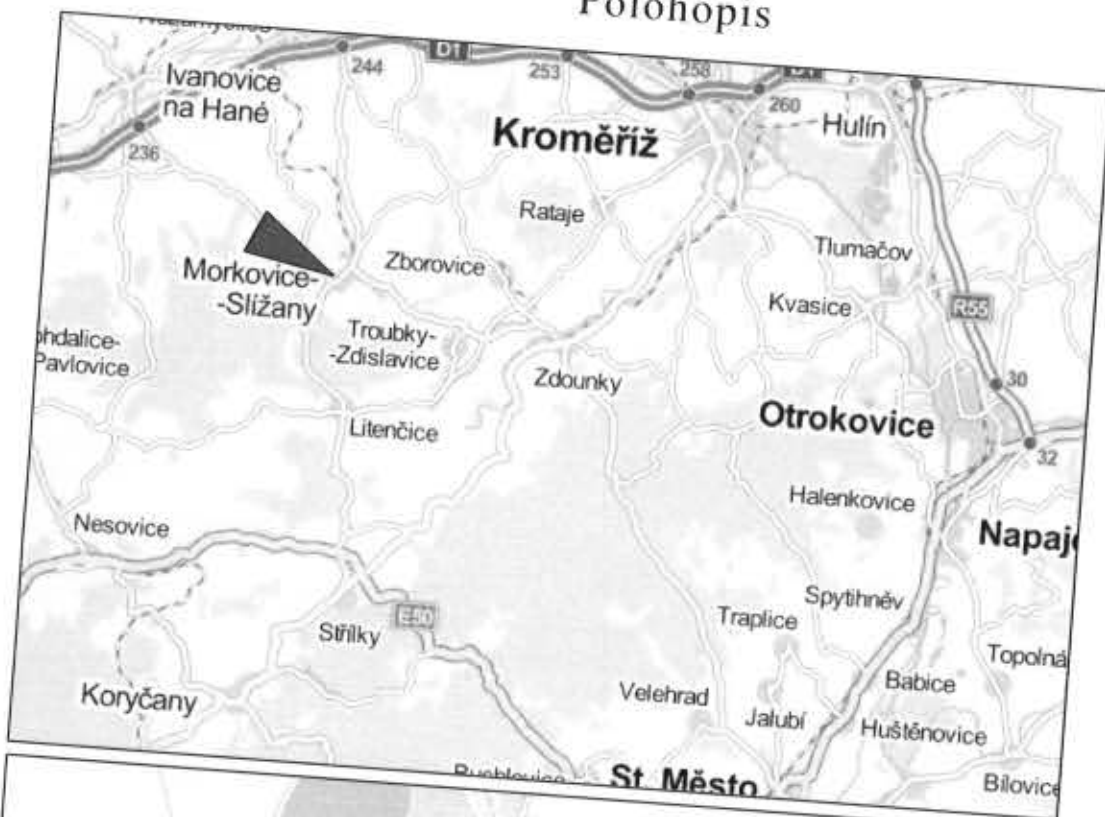 Polohopis
D1
244
253
258
260
Ivanovice
na Hané
236
Kroměříž
Hulín
Rataje
Tlumačov
Morkovice-
-Slížany
Zborovice
Kvasice
R55
Troubky-
-Zdislavice
Pavlovice
Zdounky
30
Otrokovice
32
Litenčice
Halenkovice
Nesovice
Napaj
Spytihněv
E50
Střílky
Traplice
Topolná
Babice
Koryčany
Velehrad
Jalubí
Huštěnovice
St. Město
Bílovice